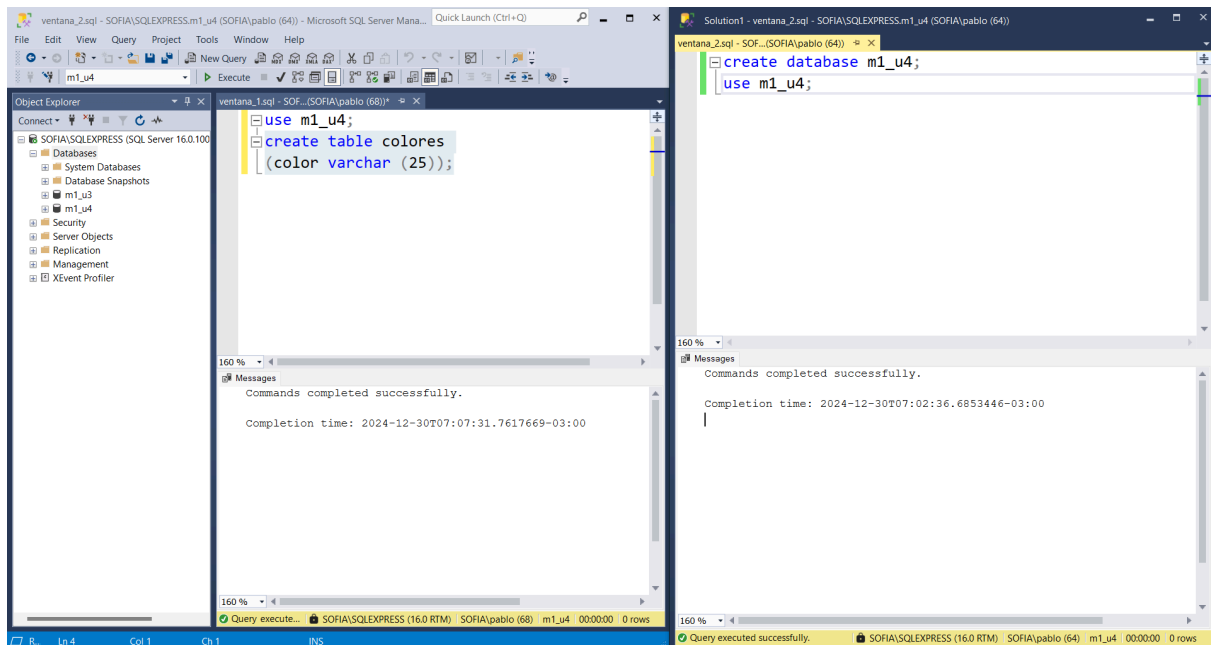 ventana_2.sql - SOFIA\SQLEXPRESS.m1_u4 (SOFIA\pablo (64)) - Microsoft SQL Server Mana...
Quick Launch (Ctrl+Q)
File Edit View Query Project Tools Window Help
New Query
m1_u4
Execute
Object Explorer
Connect
SOFIA\SQLEXPRESS (SQL Server 16.0.100
Databases
System Databases
Database Snapshots
m1_u3
m1_u4
Security
Server Objects
Replication
Management
XEvent Profiler
ventana_1.sql - SOF...(SOFIA\pablo (68))*
use m1_u4;
create table colores
(color varchar (25));
160 %
Messages
Commands completed successfully.
Completion time: 2024-12-30T07:07:31.7617669-03:00
160 %
Query execute... SOFIA\SQLEXPRESS (16.0 RTM) SOFIA\pablo (68) m1_u4 00:00:00 0 rows
R.. Ln 4 Col 1 Ch 1 INS
Solution1 - ventana_2.sql - SOFIA\SQLEXPRESS.m1_u4 (SOFIA\pablo (64))
ventana_2.sql - SOF...(SOFIA\pablo (64))
create database m1_u4;
use m1_u4;
160 %
Messages
Commands completed successfully.
Completion time: 2024-12-30T07:02:36.6853446-03:00
160 %
Query executed successfully. SOFIA\SQLEXPRESS (16.0 RTM) SOFIA\pablo (64) m1_u4 00:00:00 0 rows